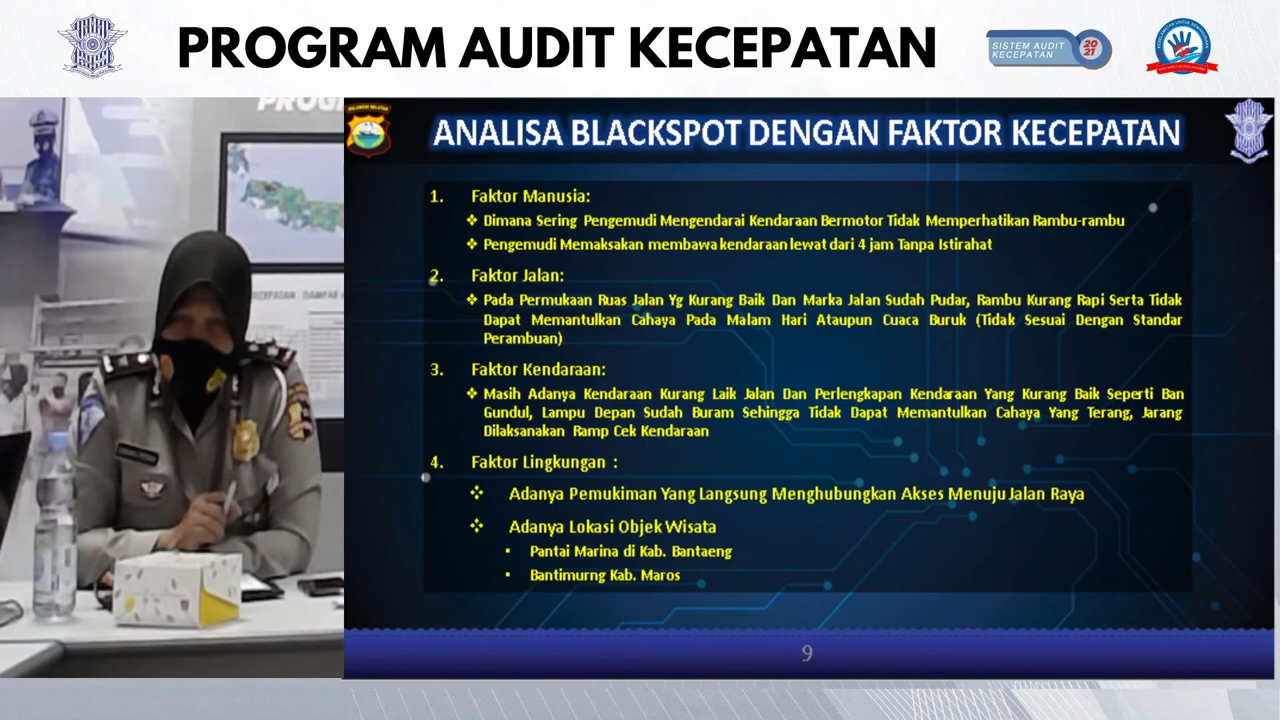 PROGRAM AUDIT KECEPATAN
SISTEM AUDIT
KECEPATAN
20
21
PROG
SULAWESI SELATAN
ANALISA BLACKSPOT DENGAN FAKTOR KECEPATAN
1. Faktor Manusia:
❖ Dimana Sering Pengemudi Mengendarai Kendaraan Bermotor Tidak Memperhatikan Rambu-rambu
❖ Pengemudi Memaksakan membawa kendaraan lewat dari 4 jam Tanpa Istirahat
2. Faktor Jalan:
❖ Pada Permukaan Ruas Jalan Yg Kurang Baik Dan Marka Jalan Sudah Pudar, Rambu Kurang Rapi Serta Tidak
Dapat Memantulkan Cahaya Pada Malam Hari Ataupun Cuaca Buruk (Tidak Sesuai Dengan Standar
Perambuan)
3. Faktor Kendaraan:
❖ Masih Adanya Kendaraan Kurang Laik Jalan Dan Perlengkapan Kendaraan Yang Kurang Baik Seperti Ban
Gundul, Lampu Depan Sudah Buram Sehingga Tidak Dapat Memantulkan Cahaya Yang Terang, Jarang
Dilaksanakan Ramp Cek Kendaraan
4. Faktor Lingkungan :
❖ Adanya Pemukiman Yang Langsung Menghubungkan Akses Menuju Jalan Raya
❖ Adanya Lokasi Objek Wisata
▪ Pantai Marina di Kab. Bantaeng
▪ Bantimurng Kab. Maros
9